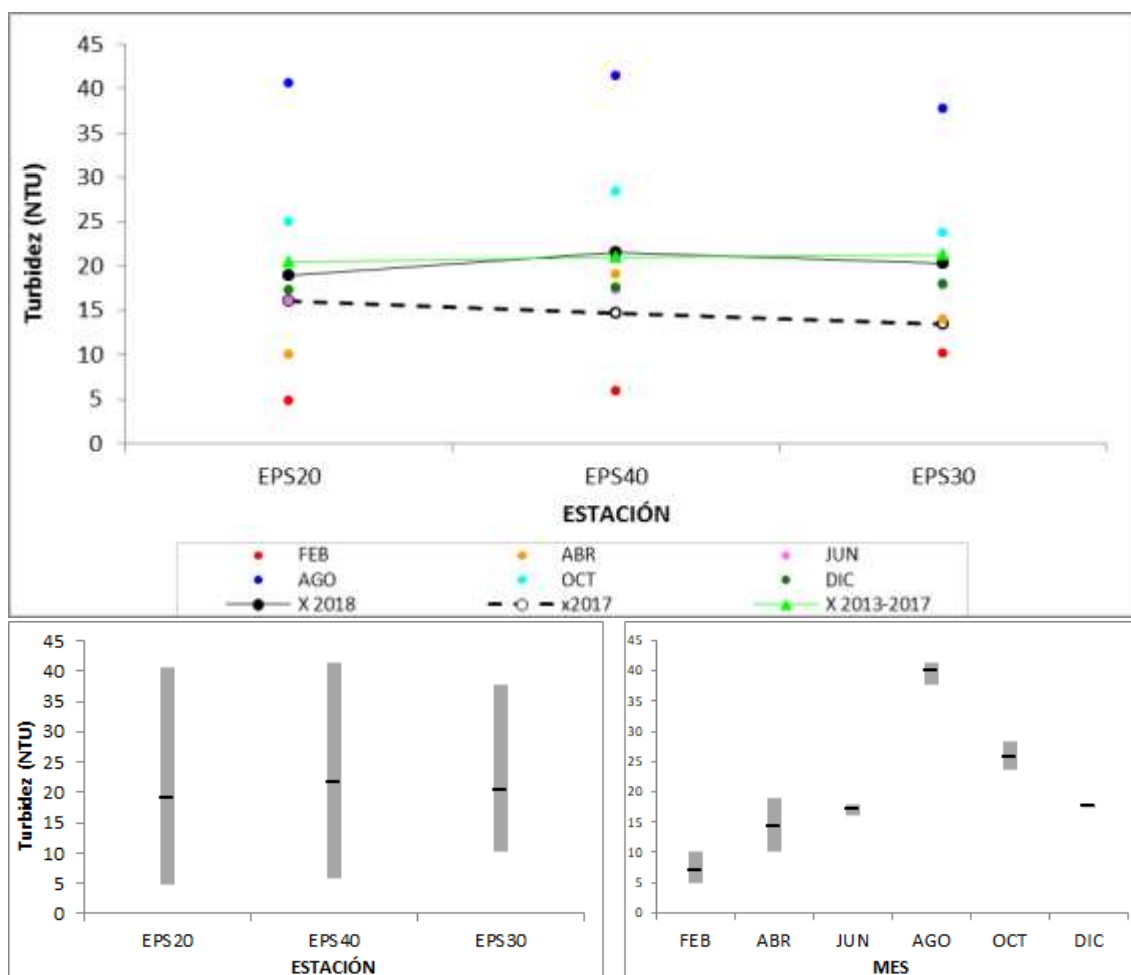 45
40
35
30
25
20
15
10
5
0
Turbidez (NTU)
EPS20 EPS40 EPS30
ESTACIÓN
FEB ABR JUN
AGO OCT DIC
X 2018 x2017 X 2013-2017
45
40
35
30
25
20
15
10
5
0
Turbidez (NTU)
EPS20 EPS40 EPS30
ESTACIÓN
45
40
35
30
25
20
15
10
5
0
FEB ABR JUN AGO OCT DIC
MES